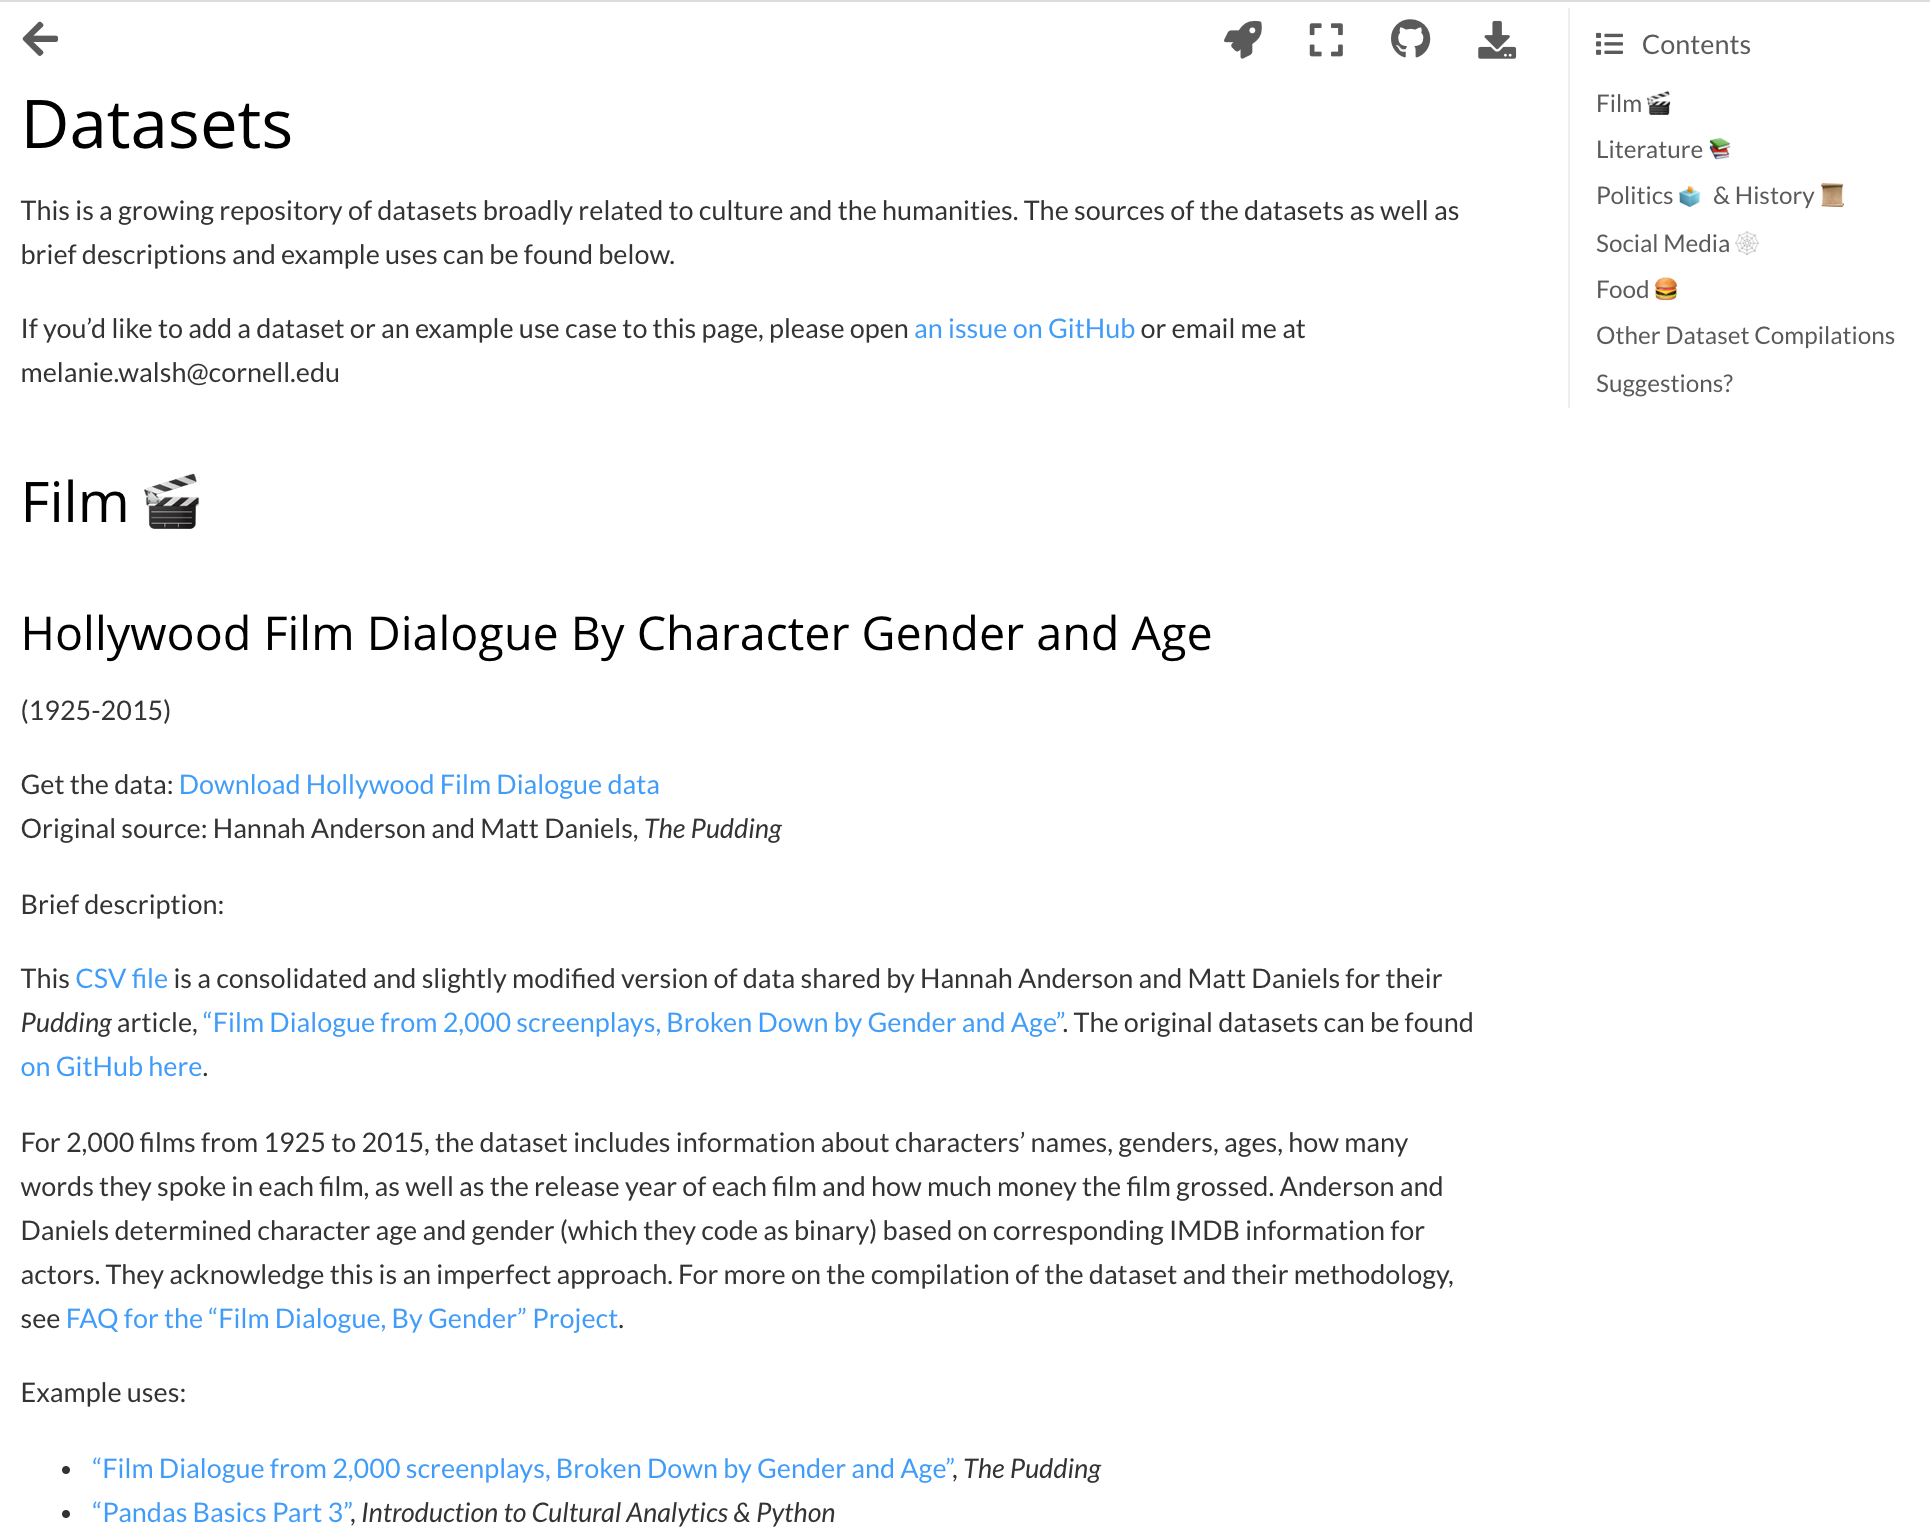 Datasets
This is a growing repository of datasets broadly related to culture and the humanities. The sources of the datasets as well as
brief descriptions and example uses can be found below.
If you’d like to add a dataset or an example use case to this page, please open an issue on GitHub or email me at
melanie.walsh@cornell.edu
Film 🎬
Hollywood Film Dialogue By Character Gender and Age
(1925-2015)
Get the data: Download Hollywood Film Dialogue data
Original source: Hannah Anderson and Matt Daniels, The Pudding
Brief description:
This CSV file is a consolidated and slightly modified version of data shared by Hannah Anderson and Matt Daniels for their
Pudding article, “Film Dialogue from 2,000 screenplays, Broken Down by Gender and Age”. The original datasets can be found
on GitHub here.
For 2,000 films from 1925 to 2015, the dataset includes information about characters’ names, genders, ages, how many
words they spoke in each film, as well as the release year of each film and how much money the film grossed. Anderson and
Daniels determined character age and gender (which they code as binary) based on corresponding IMDB information for
actors. They acknowledge this is an imperfect approach. For more on the compilation of the dataset and their methodology,
see FAQ for the “Film Dialogue, By Gender” Project.
Example uses:
• “Film Dialogue from 2,000 screenplays, Broken Down by Gender and Age”, The Pudding
• “Pandas Basics Part 3”, Introduction to Cultural Analytics & Python
Contents
Film 🎬
Literature 📚
Politics 🗳 & History 📜
Social Media 🕸
Food 🍔
Other Dataset Compilations
Suggestions?